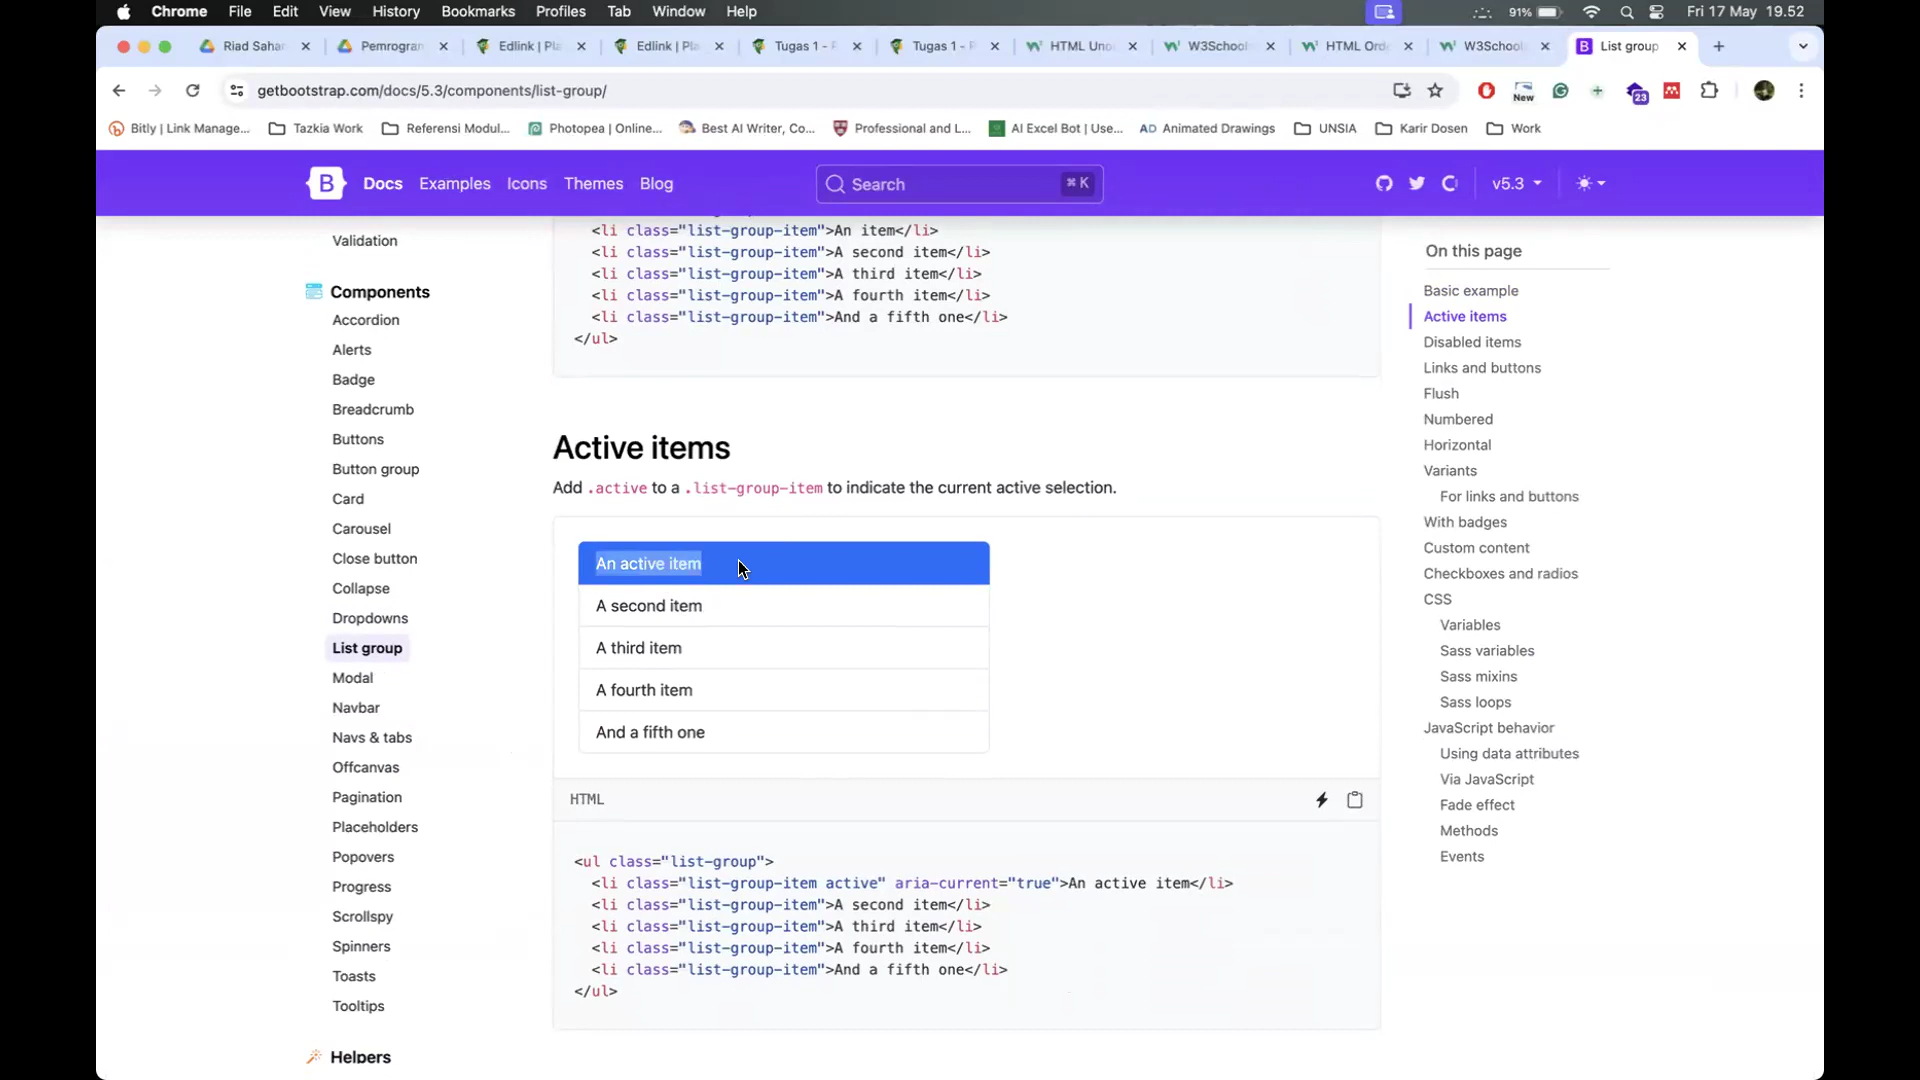 Chrome File Edit View History Bookmarks Profiles Tab Window Help 91% Fri 17 May 19.52
Riad Sahar Pemrogran Edlink | Pla Edlink | Pla Tugas 1 - Tugas 1 - HTML Uno W3School HTML Ord W3School List group
getbootstrap.com/docs/5.3/components/list-group/ New 23
Bitly | Link Manage... Tazkia Work Referensi Modul... Photopea | Online... Best AI Writer, Co... Professional and L... AI Excel Bot | Use... AD Animated Drawings UNSIA Karir Dosen Work
B Docs Examples Icons Themes Blog Search ⌘ K v5.3
Validation
Components
Accordion
Alerts
Badge
Breadcrumb
Buttons
Button group
Card
Carousel
Close button
Collapse
Dropdowns
List group
Modal
Navbar
Navs & tabs
Offcanvas
Pagination
Placeholders
Popovers
Progress
Scrollspy
Spinners
Toasts
Tooltips
Helpers
<li class="list-group-item">An item</li>
<li class="list-group-item">A second item</li>
<li class="list-group-item">A third item</li>
<li class="list-group-item">A fourth item</li>
<li class="list-group-item">And a fifth one</li>
</ul>
Active items
Add .active to a .list-group-item to indicate the current active selection.
An active item
A second item
A third item
A fourth item
And a fifth one
HTML
<ul class="list-group">
<li class="list-group-item active" aria-current="true">An active item</li>
<li class="list-group-item">A second item</li>
<li class="list-group-item">A third item</li>
<li class="list-group-item">A fourth item</li>
<li class="list-group-item">And a fifth one</li>
</ul>
On this page
Basic example
Active items
Disabled items
Links and buttons
Flush
Numbered
Horizontal
Variants
For links and buttons
With badges
Custom content
Checkboxes and radios
CSS
Variables
Sass variables
Sass mixins
Sass loops
JavaScript behavior
Using data attributes
Via JavaScript
Fade effect
Methods
Events